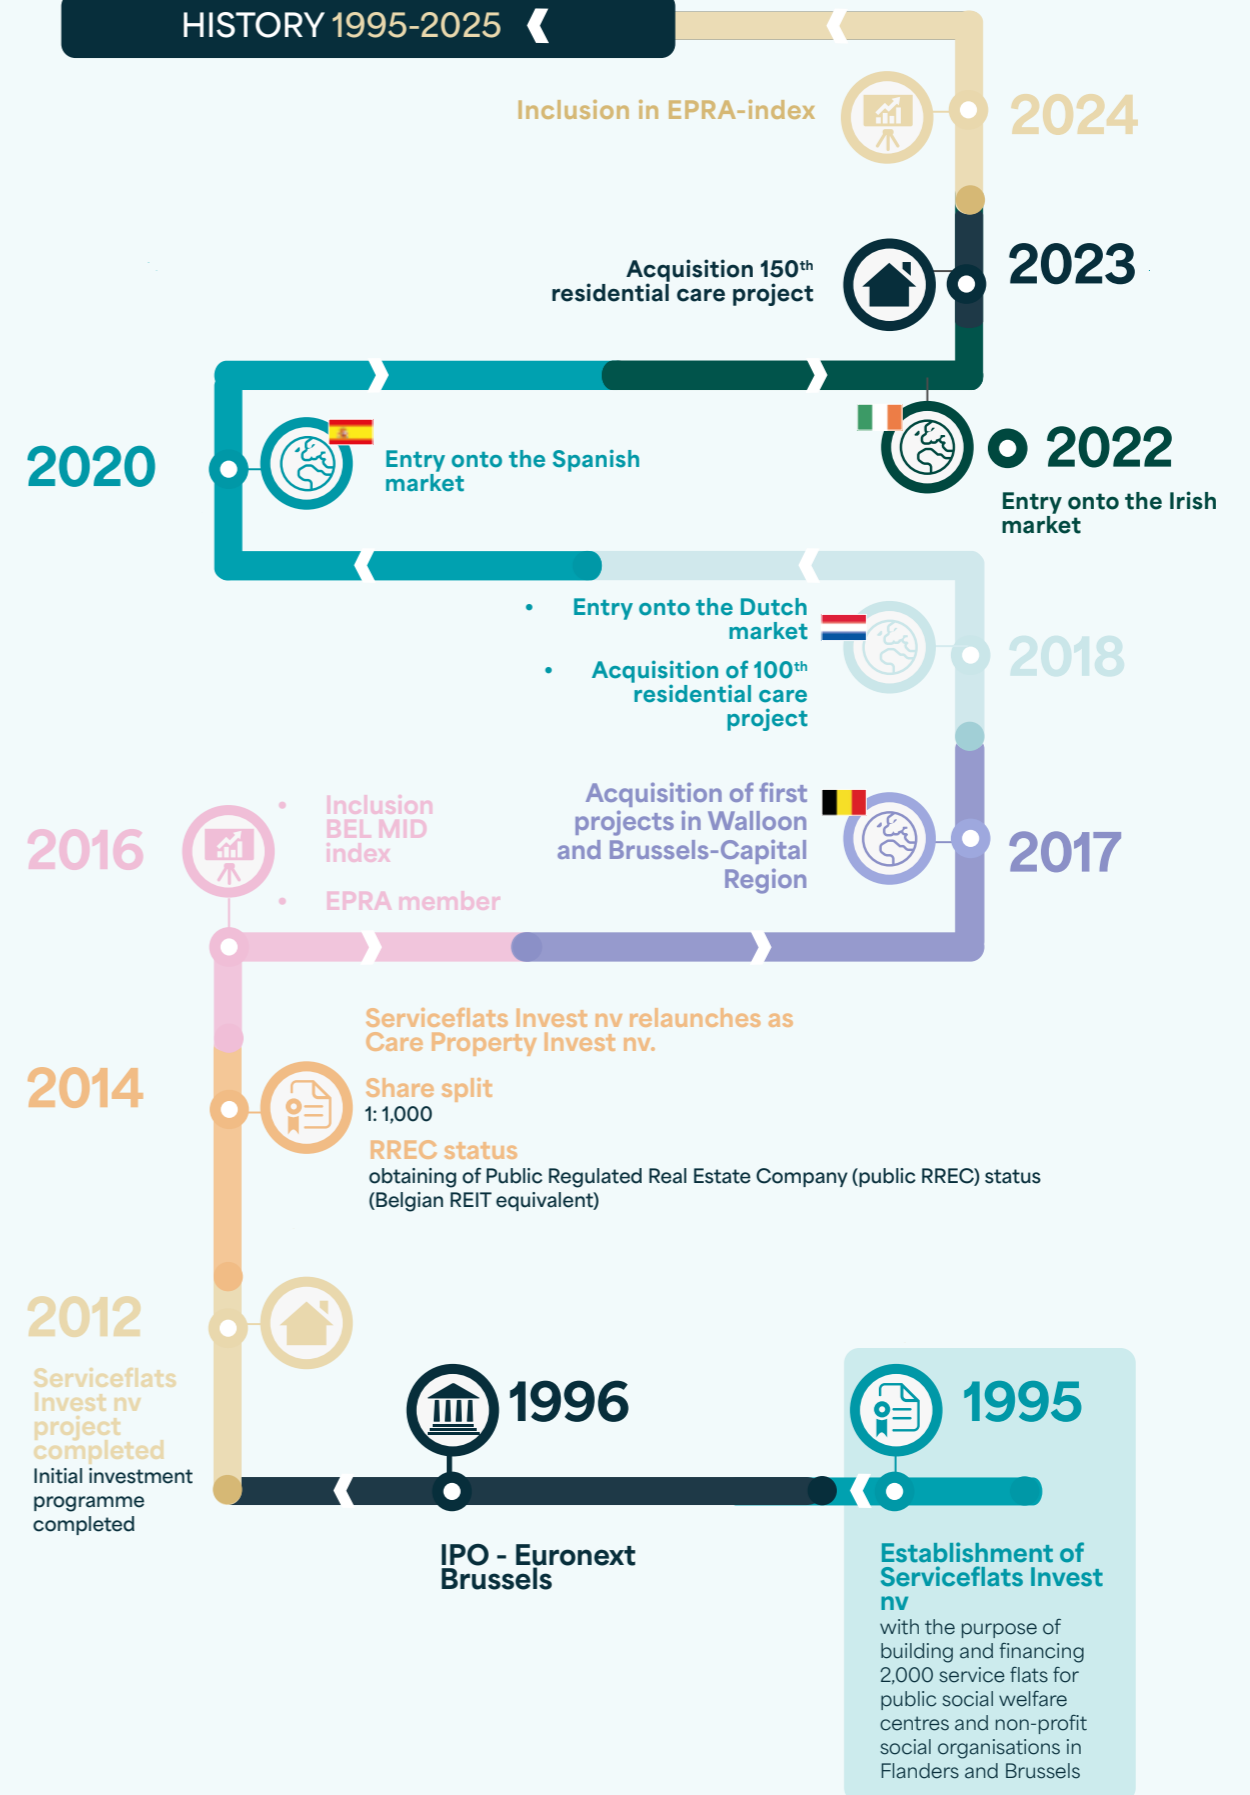 HISTORY 1995-2025
Inclusion in EPRA-index
2024
Acquisition 150th
residential care project
2023
2020
Entry onto the Spanish
market
2022
Entry onto the Irish
market
• Entry onto the Dutch
market
• Acquisition of 100th
residential care
project
2018
2016
• Inclusion
BEL MID
index
• EPRA member
Acquisition of first
projects in Walloon
and Brussels-Capital
Region
2017
2014
Serviceflats Invest nv relaunches as
Care Property Invest nv.
Share split
1: 1,000
RREC status
obtaining of Public Regulated Real Estate Company (public RREC) status
(Belgian REIT equivalent)
2012
Serviceflats
Invest nv
project
completed
Initial investment
programme
completed
1996
IPO - Euronext
Brussels
1995
Establishment of
Serviceflats Invest
nv
with the purpose of
building and financing
2,000 service flats for
public social welfare
centres and non-profit
social organisations in
Flanders and Brussels